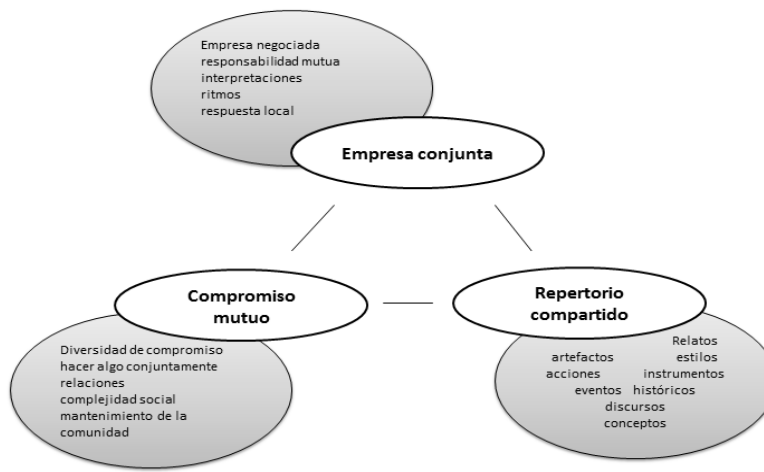 Empresa negociada
responsabilidad mutua
interpretaciones
ritmos
respuesta local
Empresa conjunta
Compromiso
mutuo
Repertorio
compartido
Diversidad de compromiso
hacer algo conjuntamente
relaciones
complejidad social
mantenimiento de la
comunidad
Relatos
artefactos estilos
acciones instrumentos
eventos históricos
discursos
conceptos